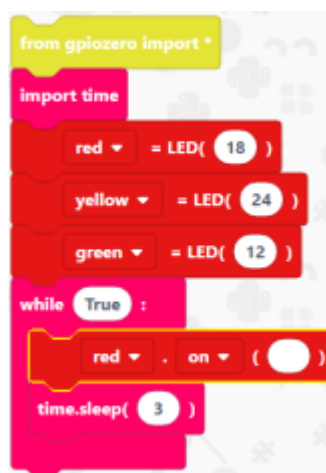 from gpiozero import *
import time
red = LED( 18 )
yellow = LED( 24 )
green = LED( 12 )
while True :
red . on ( )
time.sleep( 3 )